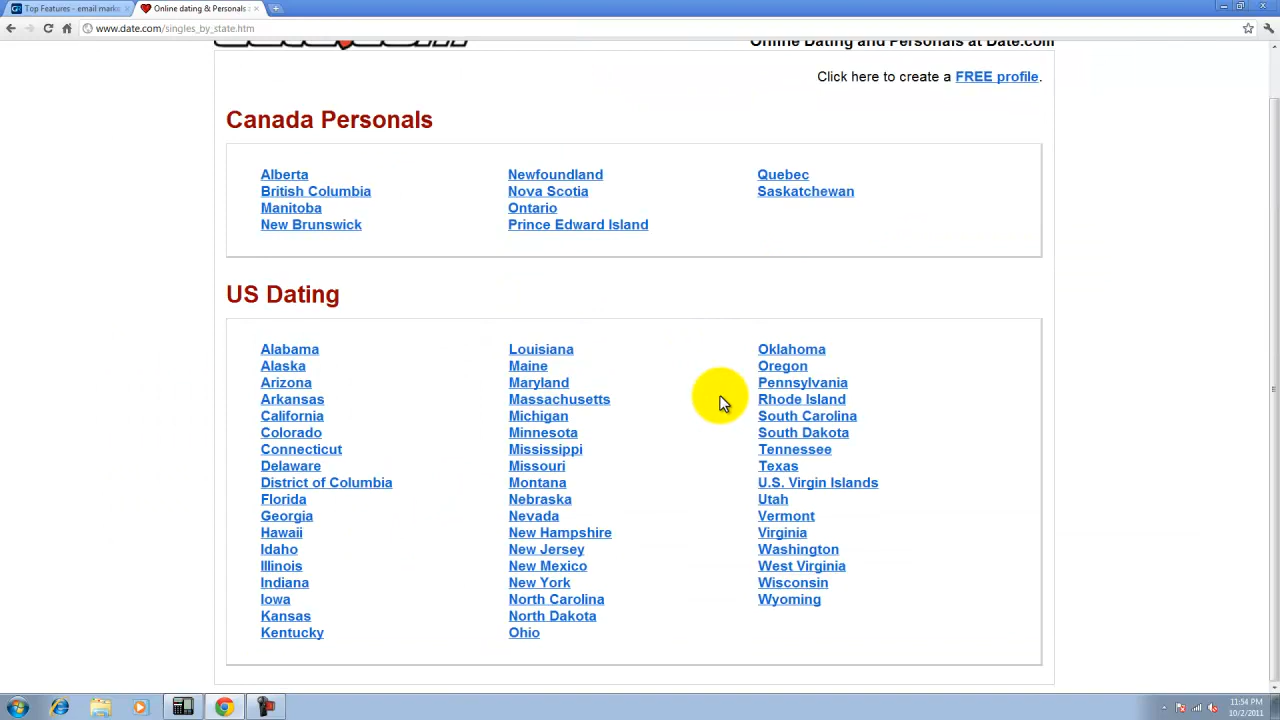 Top Features - email mark
Online dating & Personals
www.date.com/singles_by_state.htm
Online Dating and Personals at Date.com
Click here to create a FREE profile.
Canada Personals
Alberta Newfoundland Quebec
British Columbia Nova Scotia Saskatchewan
Manitoba Ontario
New Brunswick Prince Edward Island
US Dating
Alabama Louisiana Oklahoma
Alaska Maine Oregon
Arizona Maryland Pennsylvania
Arkansas Massachusetts Rhode Island
California Michigan South Carolina
Colorado Minnesota South Dakota
Connecticut Mississippi Tennessee
Delaware Missouri Texas
District of Columbia Montana U.S. Virgin Islands
Florida Nebraska Utah
Georgia Nevada Vermont
Hawaii New Hampshire Virginia
Idaho New Jersey Washington
Illinois New Mexico West Virginia
Indiana New York Wisconsin
Iowa North Carolina Wyoming
Kansas North Dakota
Kentucky Ohio
11:54 PM
10/2/2011